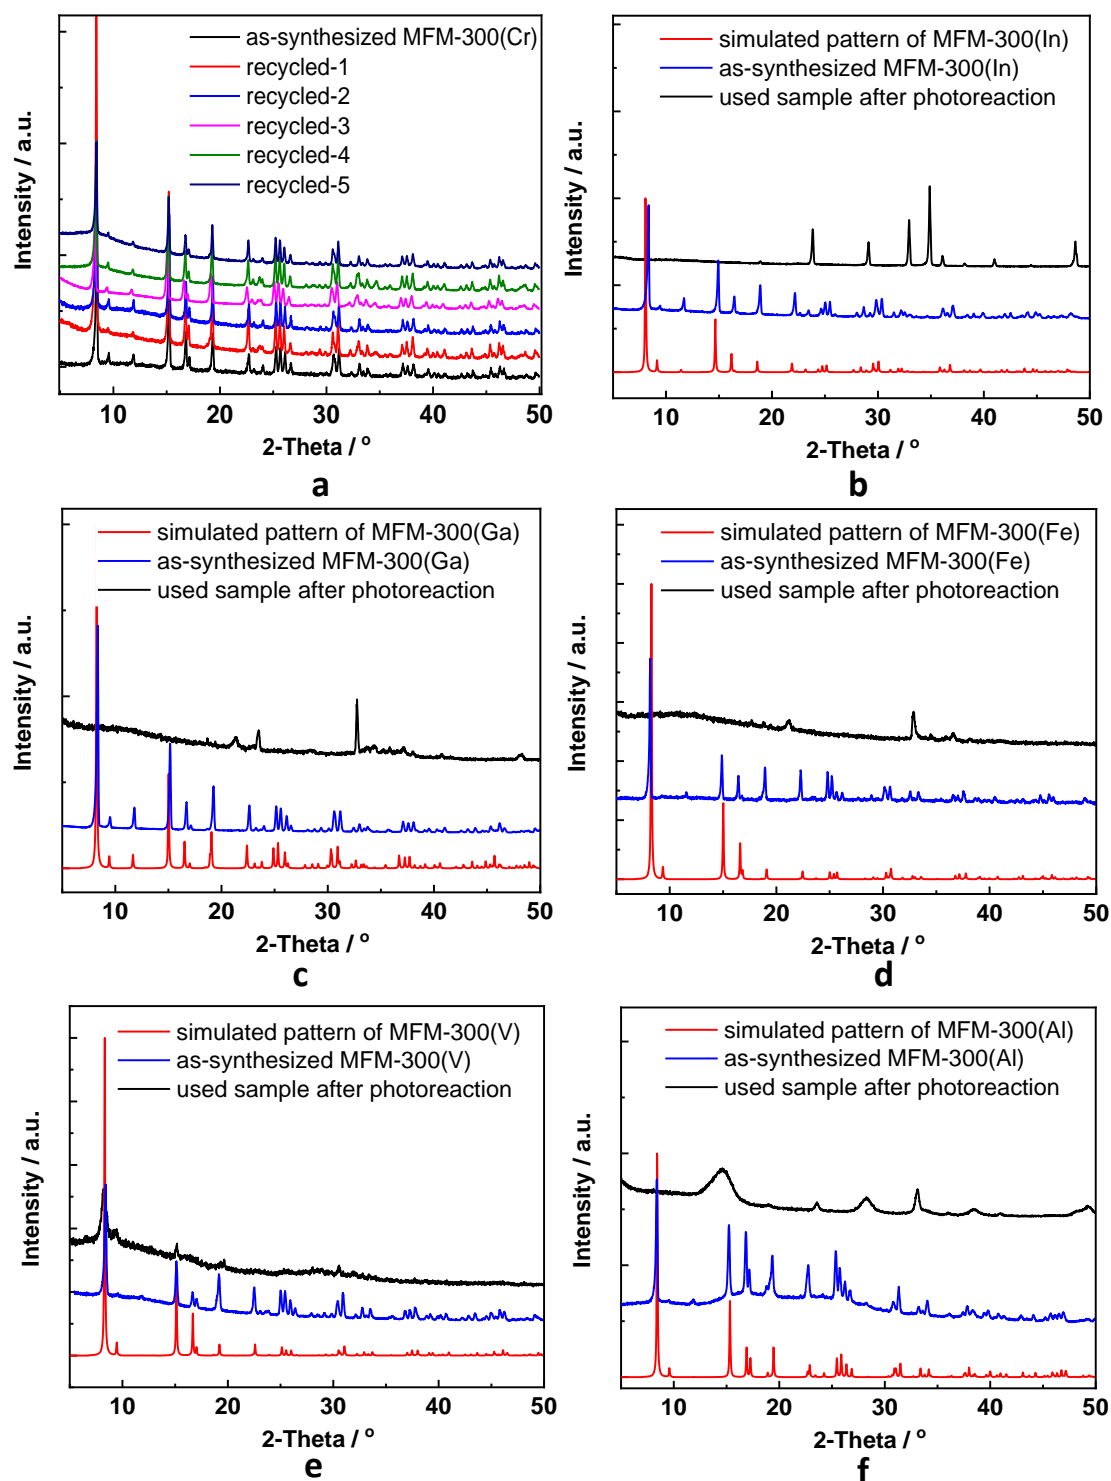 as-synthesized MFM-300(Cr)
recycled-1
recycled-2
recycled-3
recycled-4
recycled-5
Intensity / a.u.
10 20 30 40 50
2-Theta / °
a
simulated pattern of MFM-300(In)
as-synthesized MFM-300(In)
used sample after photoreaction
Intensity / a.u.
10 20 30 40 50
2-Theta / °
b
simulated pattern of MFM-300(Ga)
as-synthesized MFM-300(Ga)
used sample after photoreaction
Intensity / a.u.
10 20 30 40 50
2-Theta / °
c
simulated pattern of MFM-300(Fe)
as-synthesized MFM-300(Fe)
used sample after photoreaction
Intensity / a.u.
10 20 30 40 50
2-Theta / °
d
simulated pattern of MFM-300(V)
as-synthesized MFM-300(V)
used sample after photoreaction
Intensity / a.u.
10 20 30 40 50
2-Theta / °
e
simulated pattern of MFM-300(Al)
as-synthesized MFM-300(Al)
used sample after photoreaction
Intensity / a.u.
10 20 30 40 50
2-Theta / °
f